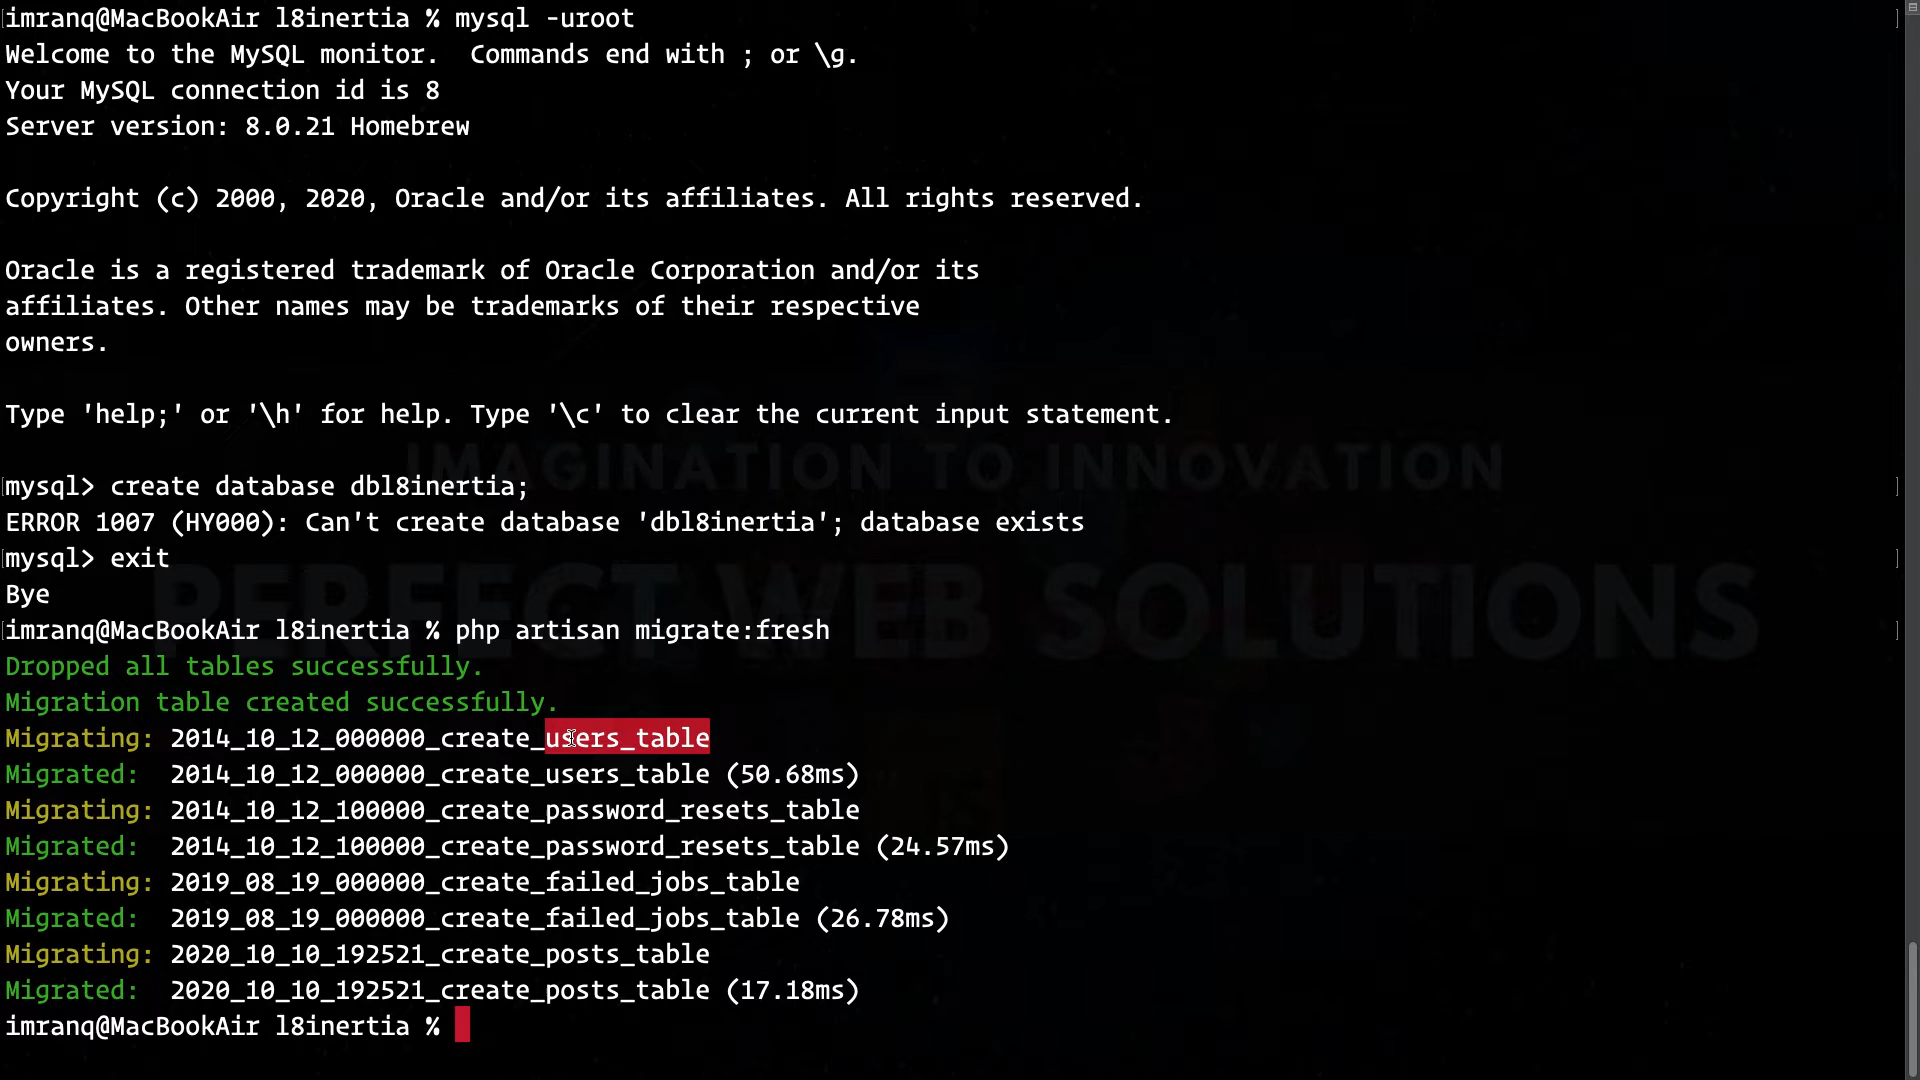 imranq@MacBookAir l8inertia % mysql -uroot
Welcome to the MySQL monitor.  Commands end with ; or \g.
Your MySQL connection id is 8
Server version: 8.0.21 Homebrew
Copyright (c) 2000, 2020, Oracle and/or its affiliates. All rights reserved.
Oracle is a registered trademark of Oracle Corporation and/or its
affiliates. Other names may be trademarks of their respective
owners.
Type 'help;' or '\h' for help. Type '\c' to clear the current input statement.
IMAGINATION TO INNOVATION
mysql> create database dbl8inertia;
ERROR 1007 (HY000): Can't create database 'dbl8inertia'; database exists
mysql> exit
Bye
PERFECT WEB SOLUTIONS
imranq@MacBookAir l8inertia % php artisan migrate:fresh
Dropped all tables successfully.
Migration table created successfully.
Migrating: 2014_10_12_000000_create_users_table
Migrated:  2014_10_12_000000_create_users_table (50.68ms)
Migrating: 2014_10_12_100000_create_password_resets_table
Migrated:  2014_10_12_100000_create_password_resets_table (24.57ms)
Migrating: 2019_08_19_000000_create_failed_jobs_table
Migrated:  2019_08_19_000000_create_failed_jobs_table (26.78ms)
Migrating: 2020_10_10_192521_create_posts_table
Migrated:  2020_10_10_192521_create_posts_table (17.18ms)
imranq@MacBookAir l8inertia %